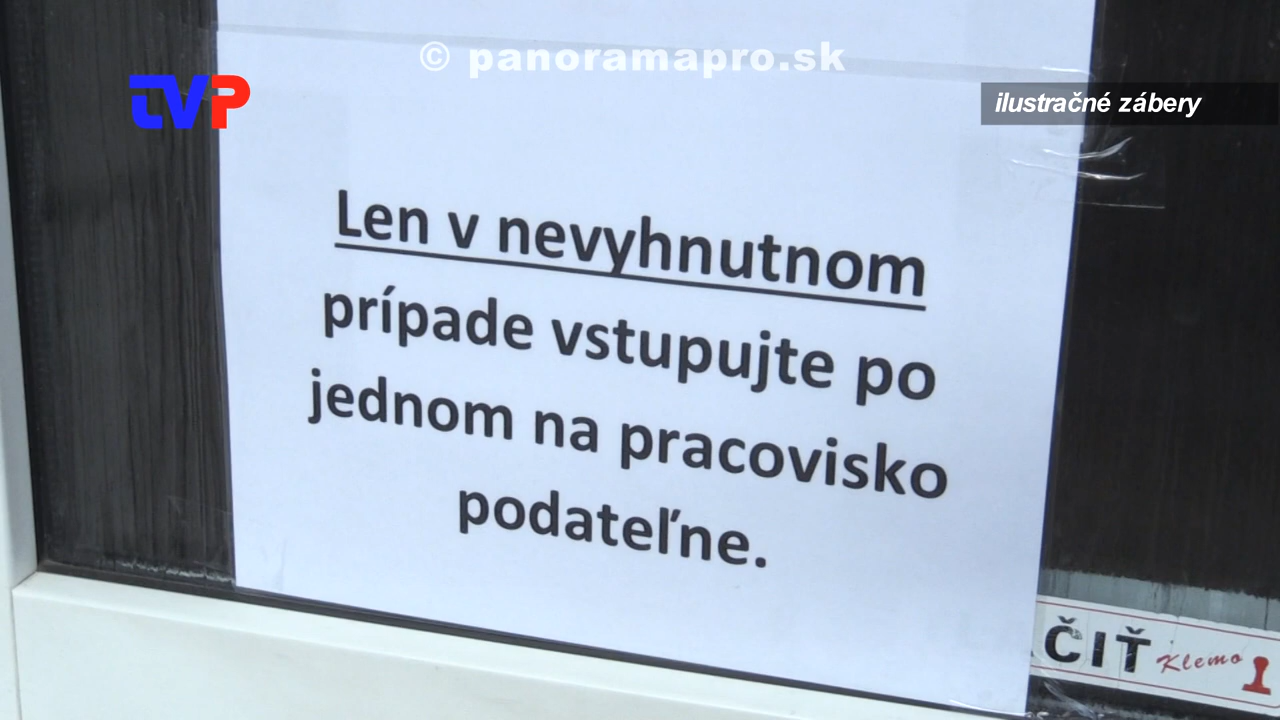 © panoramapro.sk
TVP
ilustračné zábery
Len v nevyhnutnom
prípade vstupujte po
jednom na pracovisko
podateľne.
ČIŤ Klemo